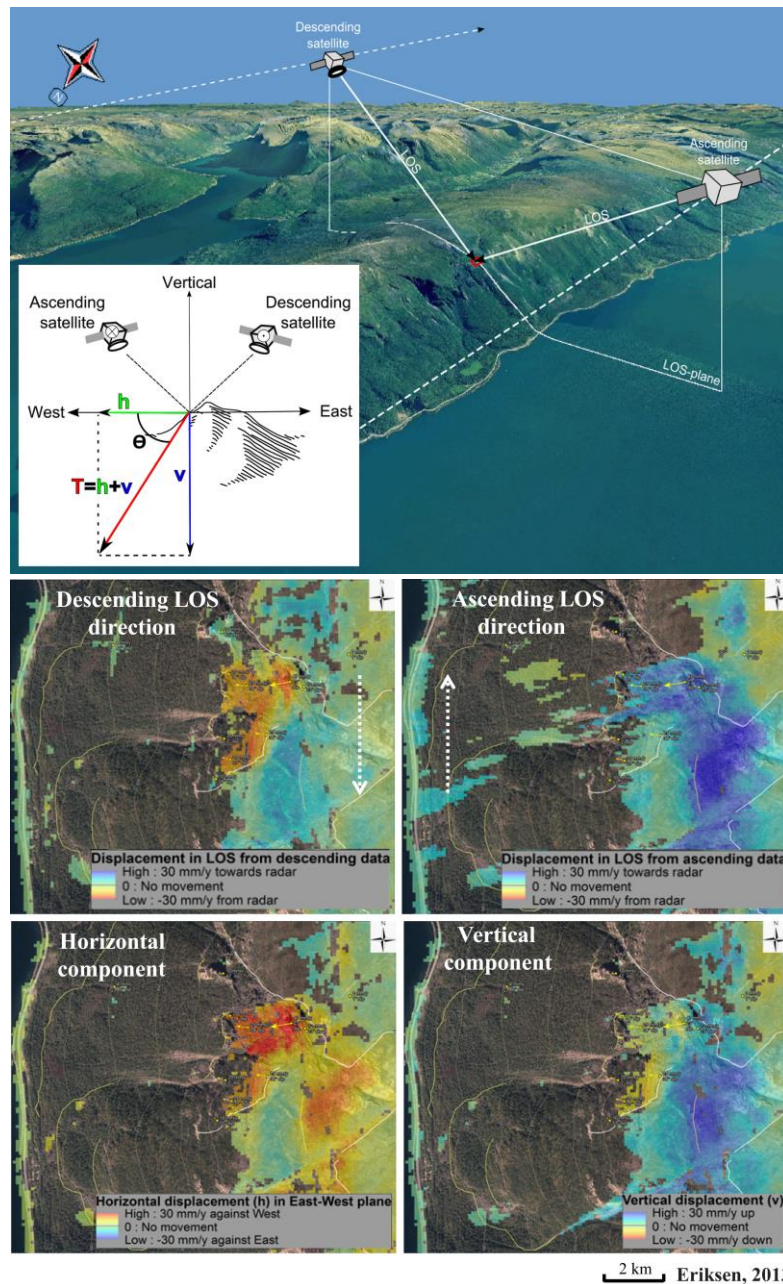 N
Descending
satellite
Ascending
satellite
LOS
LOS
LOS-plane
Vertical
Ascending
satellite
Descending
satellite
h
West
East
Θ
T=h+v
v
Descending LOS
direction
N
Displacement in LOS from descending data
High : 30 mm/y towards radar
0 : No movement
Low : -30 mm/y from radar
Ascending LOS
direction
N
Displacement in LOS from ascending data
High : 30 mm/y towards radar
0 : No movement
Low : -30 mm/y from radar
Horizontal
component
N
Horizontal displacement (h) in East-West plane
High : 30 mm/y against West
0 : No movement
Low : -30 mm/y against East
Vertical
component
N
Vertical displacement (v)
High : 30 mm/y up
0 : No movement
Low : -30 mm/y down
2 km
Eriksen, 201